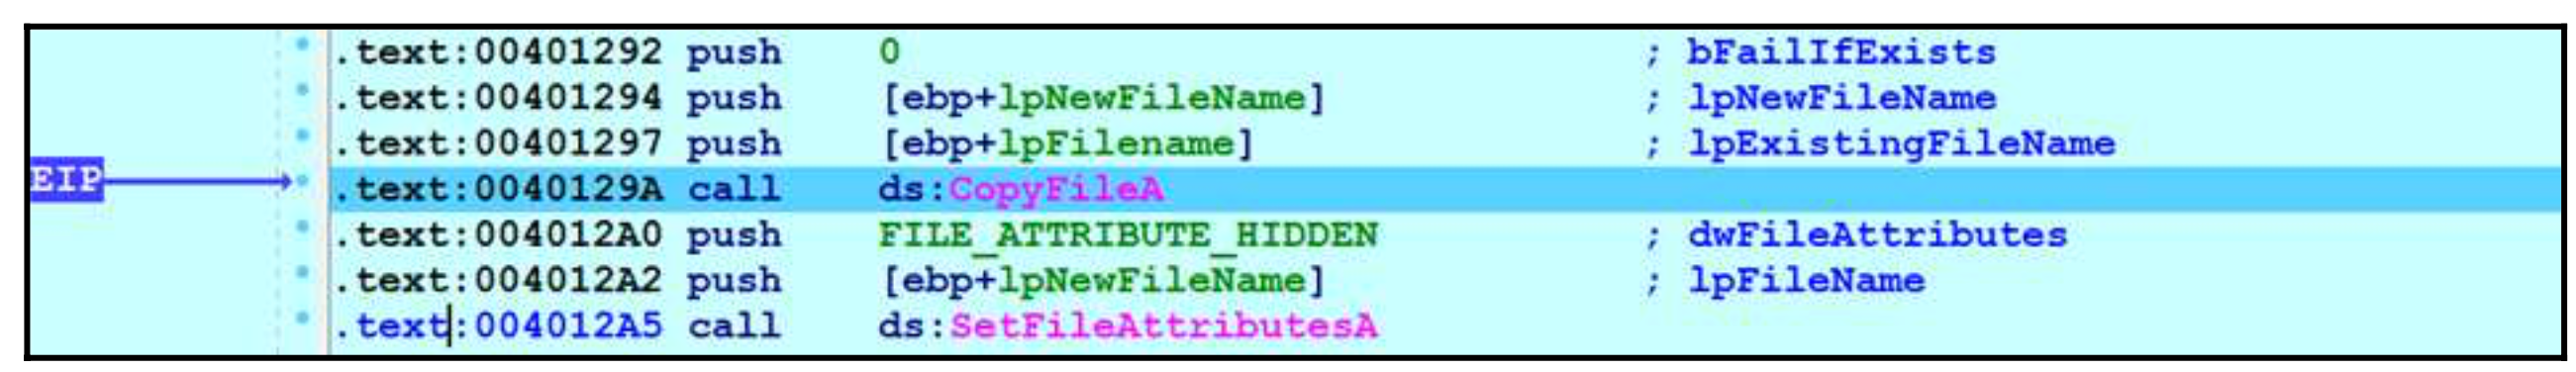 .text:00401292 push 0 ; bFailIfExists
.text:00401294 push [ebp+lpNewFileName] ; lpNewFileName
.text:00401297 push [ebp+lpFilename] ; lpExistingFileName
EIP .text:0040129A call ds:CopyFileA
.text:004012A0 push FILE_ATTRIBUTE_HIDDEN ; dwFileAttributes
.text:004012A2 push [ebp+lpNewFileName] ; lpFileName
.text:004012A5 call ds:SetFileAttributesA